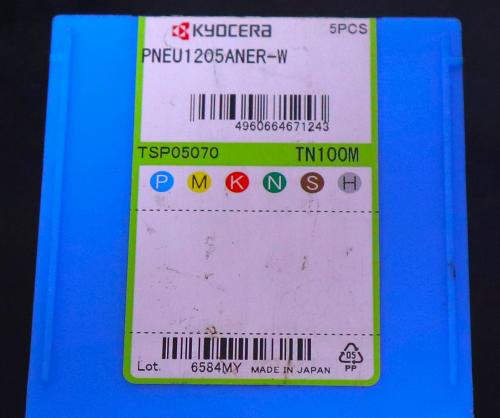 KYOCERA 5PCS
PNEU1205ANER-W
4960664671243
TSP05070 TN100M
P M K N S H
Lot. 6584MY MADE IN JAPAN
05
PP